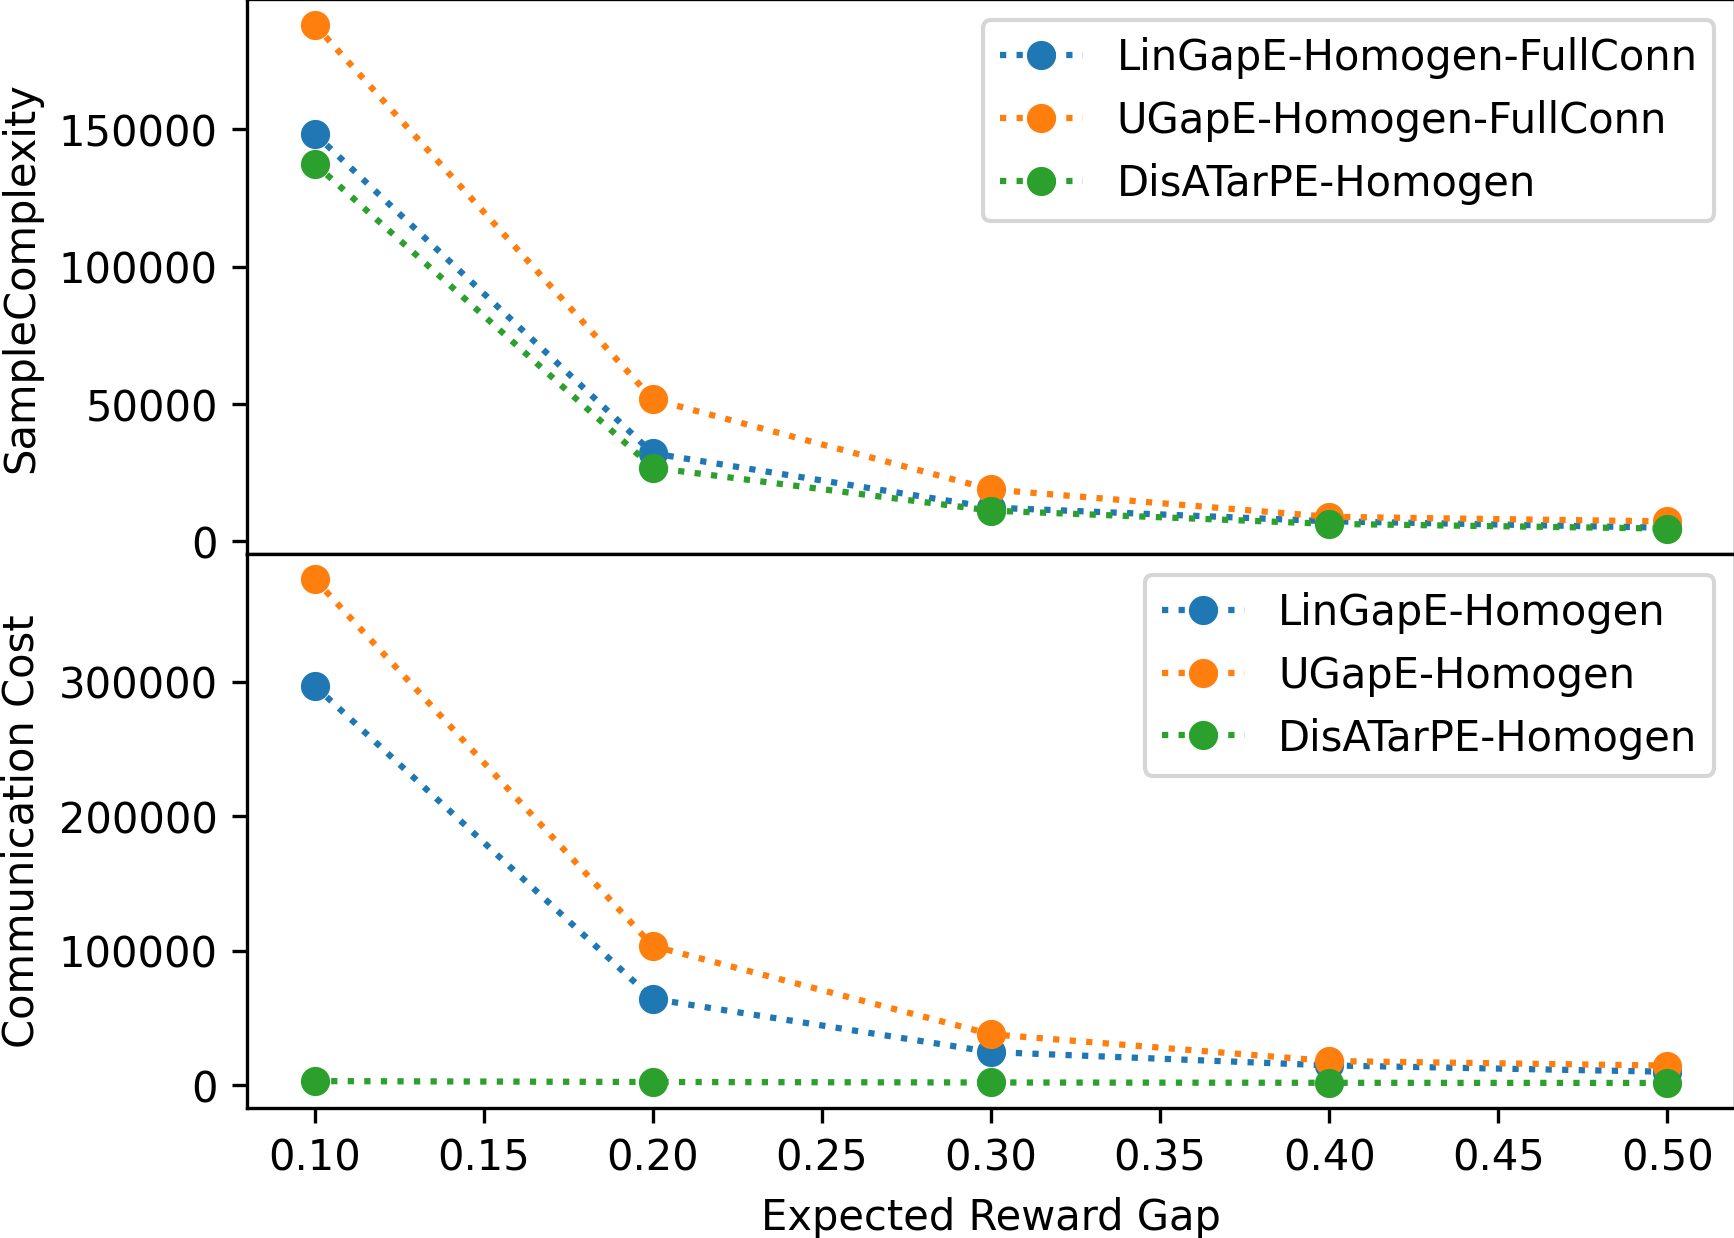 SampleComplexity
150000
100000
50000
0
LinGapE-Homogen-FullConn
UGapE-Homogen-FullConn
DisATarPE-Homogen
Communication Cost
300000
200000
100000
0
LinGapE-Homogen
UGapE-Homogen
DisATarPE-Homogen
0.10 0.15 0.20 0.25 0.30 0.35 0.40 0.45 0.50
Expected Reward Gap